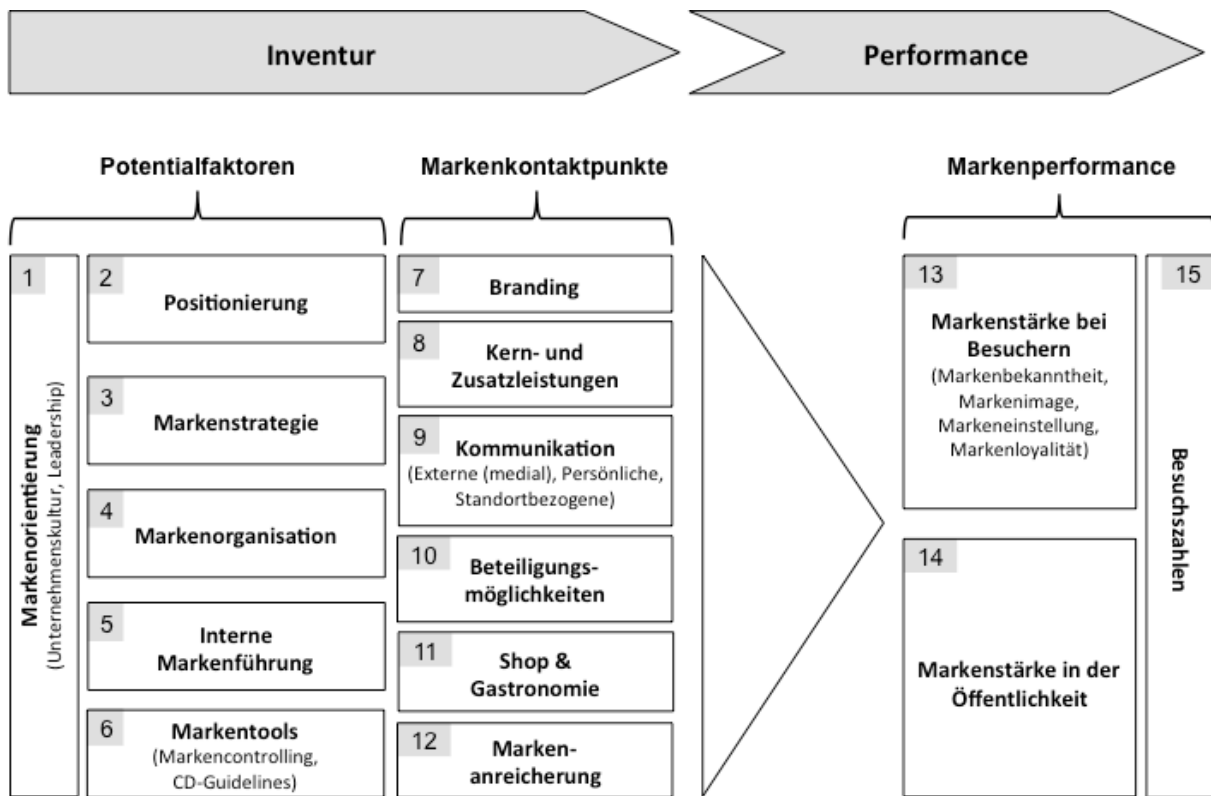 Inventur
Performance
Potentialfaktoren
Markenkontaktpunkte
Markenperformance
1
Markenorientierung
(Unternehmenskultur, Leadership)
2
Positionierung
3
Markenstrategie
4
Markenorganisation
5
Interne
Markenführung
6
Markentools
(Markencontrolling,
CD-Guidelines)
7
Branding
8
Kern- und
Zusatzleistungen
9
Kommunikation
(Externe (medial), Persönliche,
Standortbezogene)
10
Beteiligungs-
möglichkeiten
11
Shop &
Gastronomie
12
Marken-
anreicherung
13
Markenstärke bei
Besuchern
(Markenbekanntheit,
Markenimage,
Markeneinstellung,
Markenloyalität)
14
Markenstärke in der
Öffentlichkeit
15
Besuchszahlen